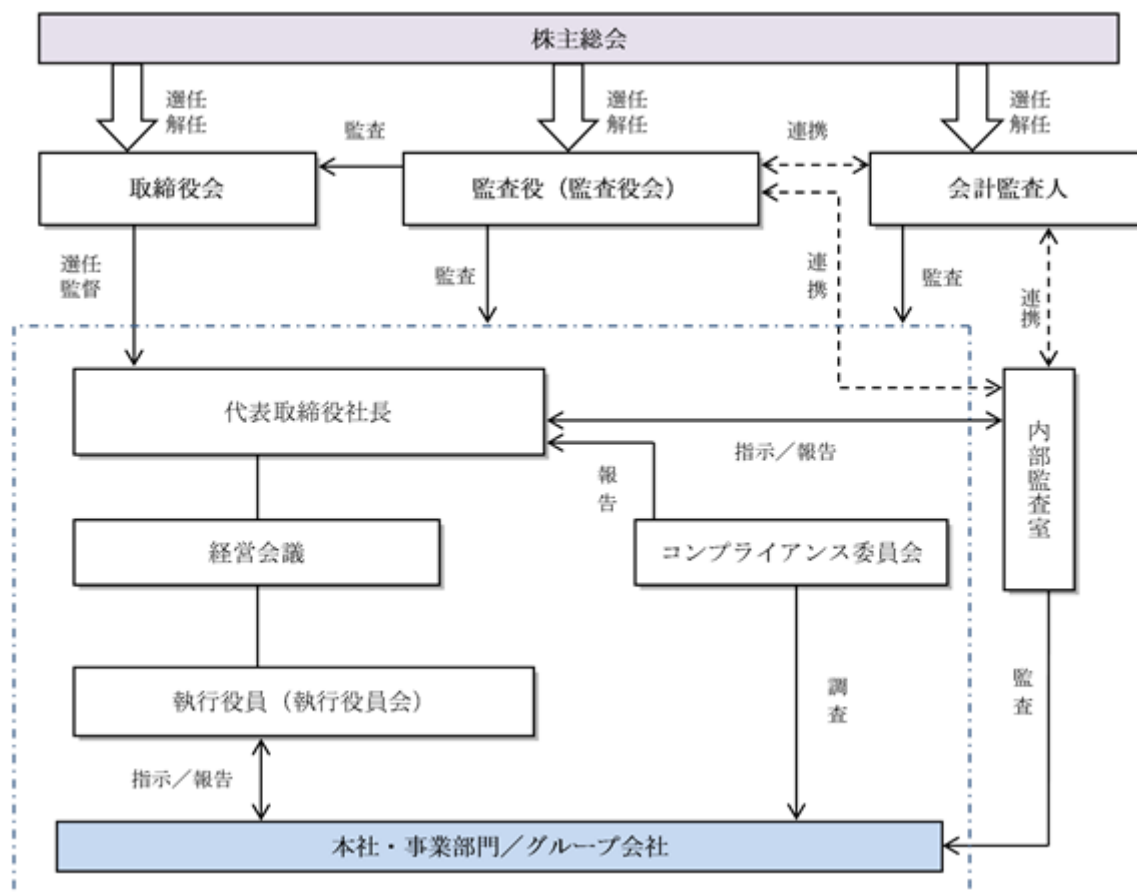 株主総会
選任
解任
選任
解任
選任
解任
監査
連携
取締役会
監査役（監査役会）
会計監査人
選任
監督
監査
連携
監査
連携
代表取締役社長
指示／報告
報告
内部監査室
経営会議
コンプライアンス委員会
執行役員（執行役員会）
調査
監査
指示／報告
本社・事業部門／グループ会社